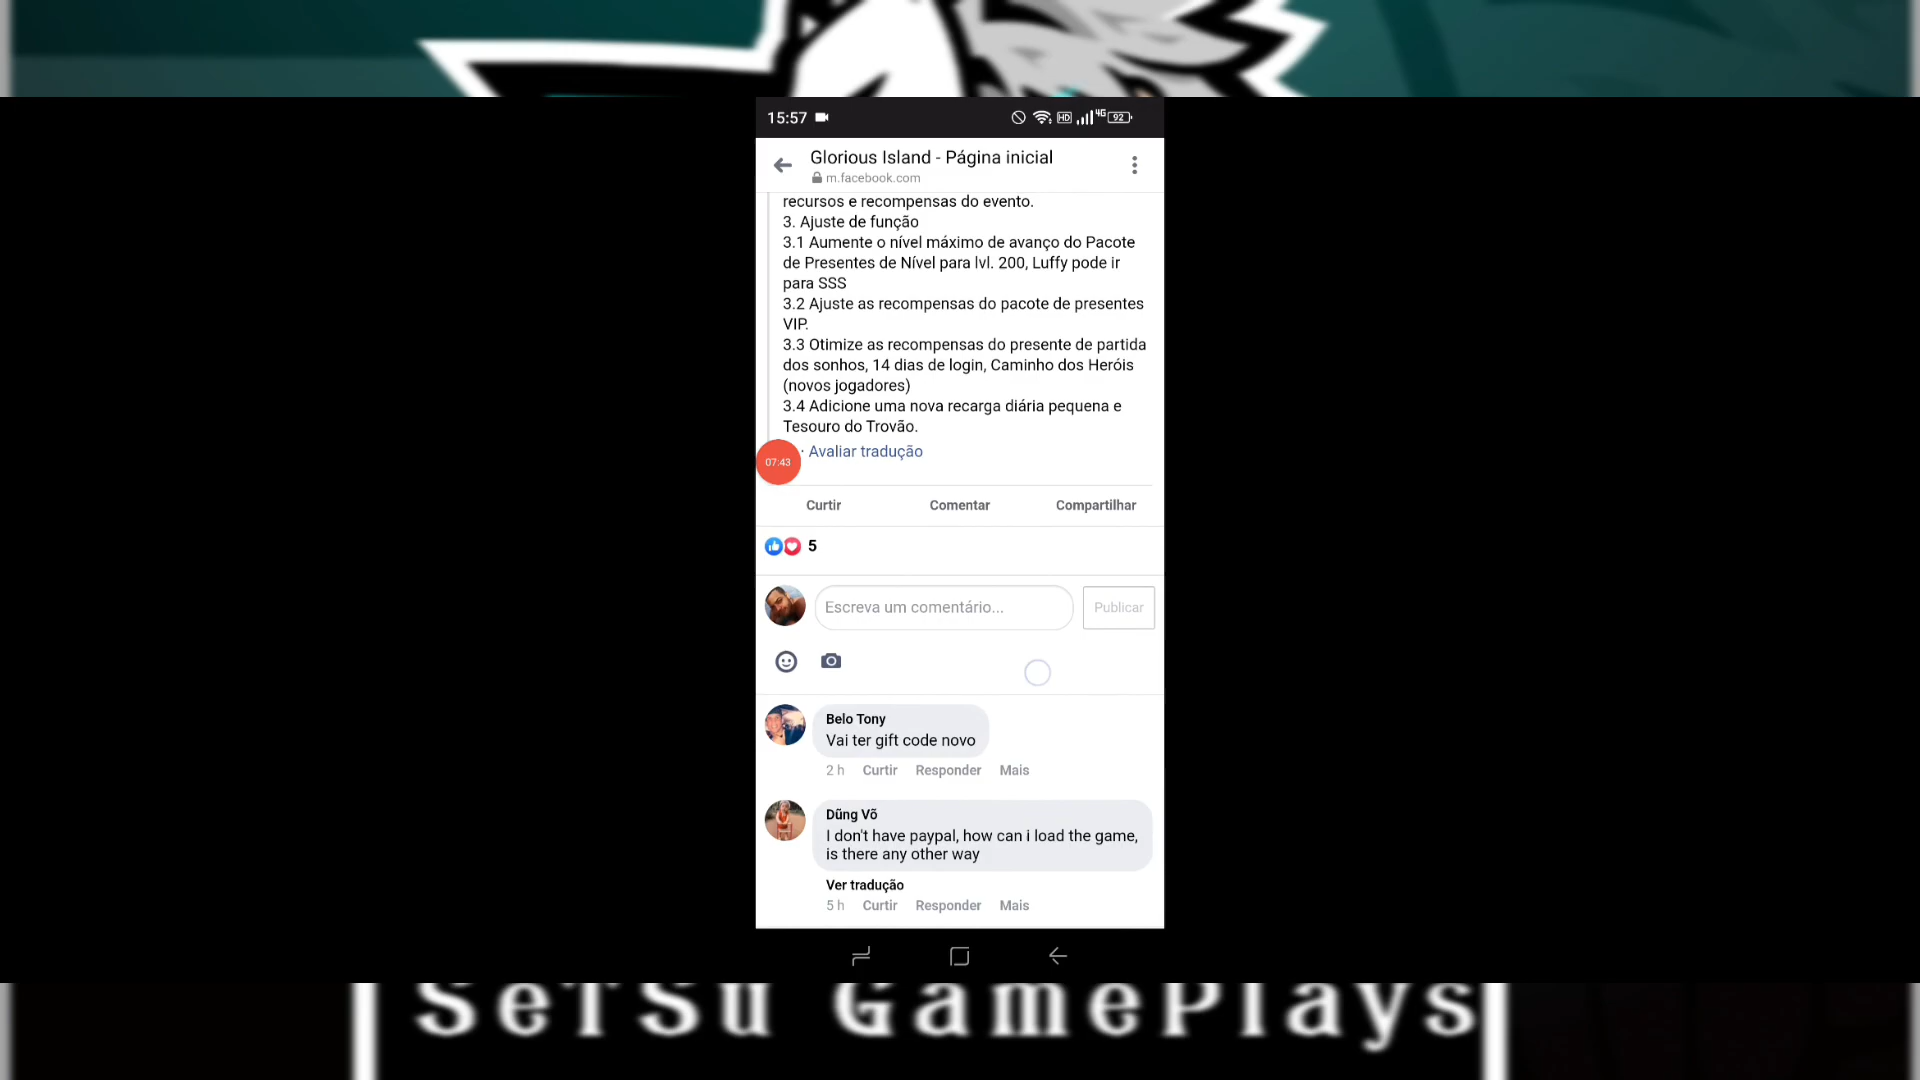 15:57
HD
4G
92
Glorious Island - Página inicial
m.facebook.com
recursos e recompensas do evento.
3. Ajuste de função
3.1 Aumente o nível máximo de avanço do Pacote
de Presentes de Nível para lvl. 200, Luffy pode ir
para SSS
3.2 Ajuste as recompensas do pacote de presentes
VIP.
3.3 Otimize as recompensas do presente de partida
dos sonhos, 14 dias de login, Caminho dos Heróis
(novos jogadores)
3.4 Adicione uma nova recarga diária pequena e
Tesouro do Trovão.
07:43
· Avaliar tradução
Curtir Comentar Compartilhar
5
Escreva um comentário... Publicar
Belo Tony
Vai ter gift code novo
2 h Curtir Responder Mais
Dũng Võ
I don't have paypal, how can i load the game,
is there any other way
Ver tradução
5 h Curtir Responder Mais
SeTSu GamePlays